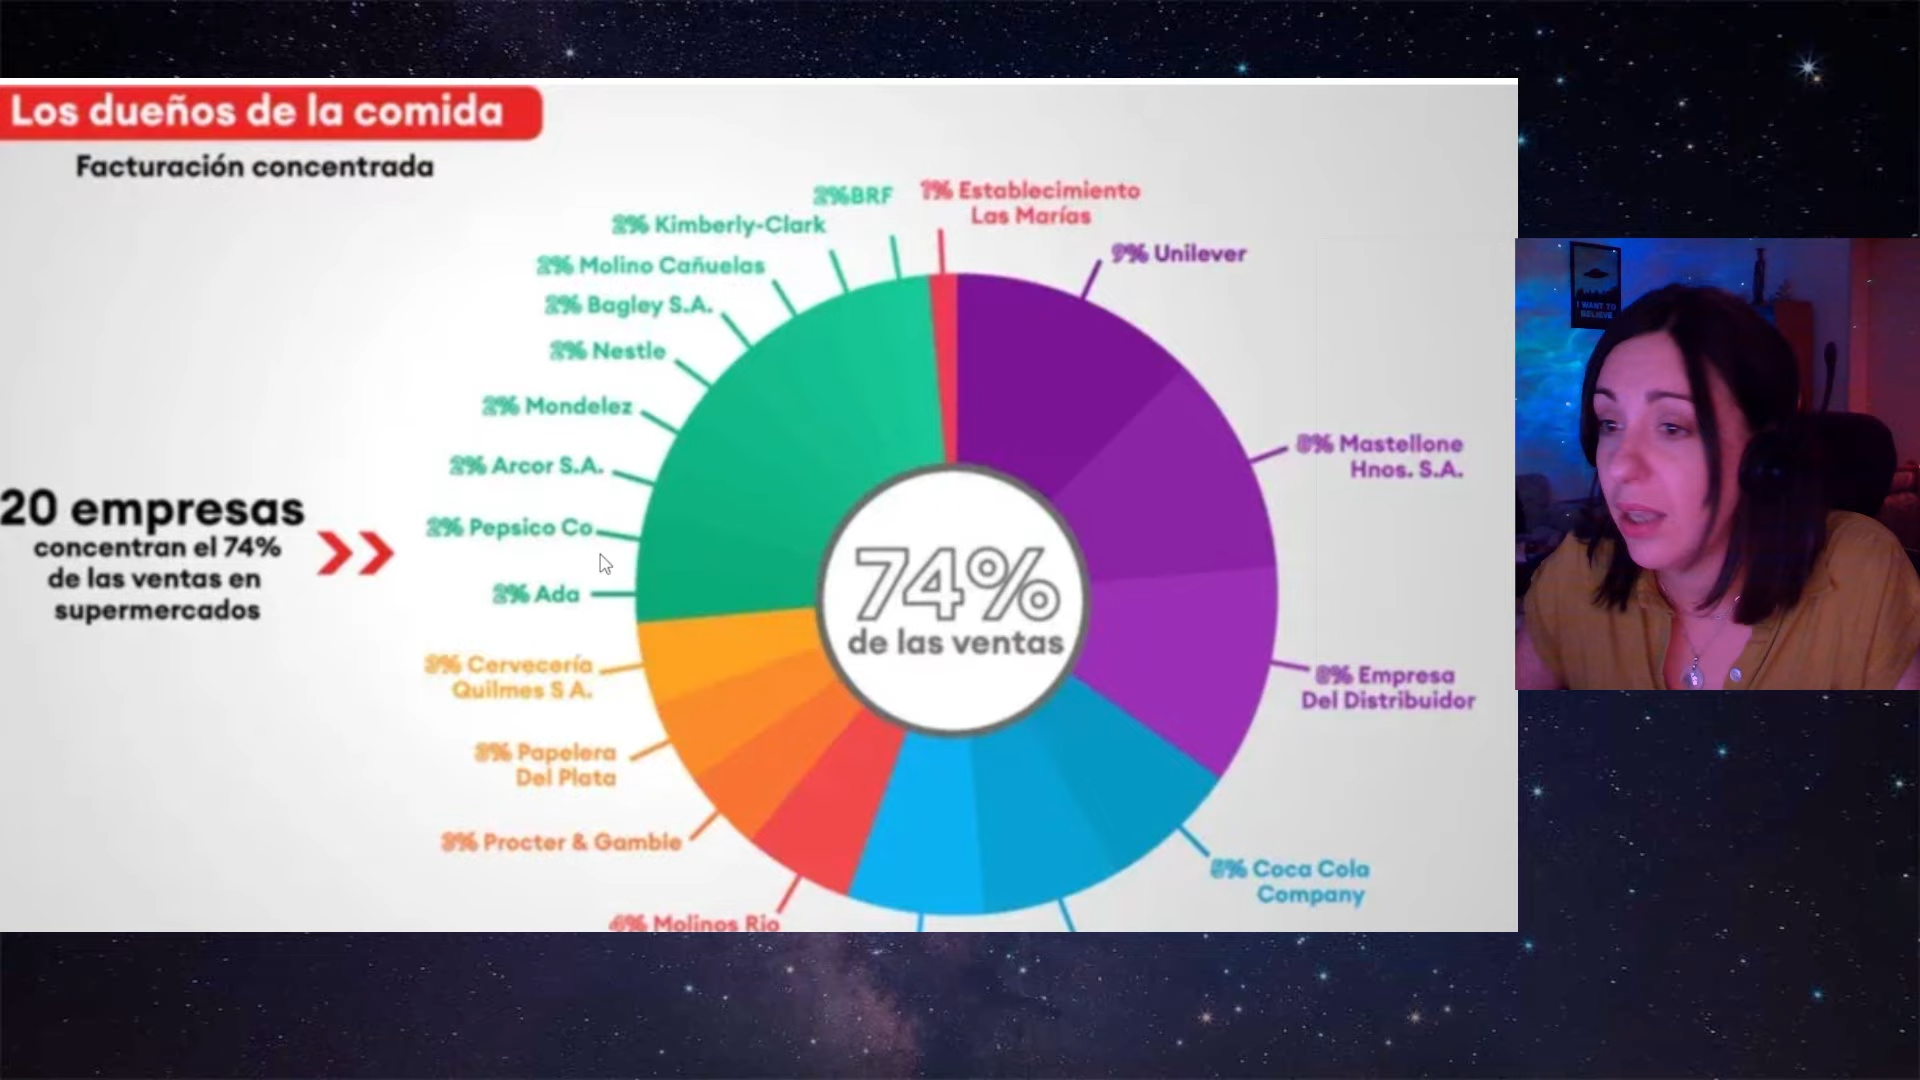 Los dueños de la comida
Facturación concentrada
20 empresas
concentran el 74%
de las ventas en
supermercados
2% BRF
1% Establecimiento
Las Marías
2% Kimberly-Clark
9% Unilever
2% Molino Cañuelas
2% Bagley S.A.
2% Nestle
2% Mondelez
8% Mastellone
Hnos. S.A.
2% Arcor S.A.
2% Pepsico Co
2% Ada
74%
de las ventas
3% Cervecería
Quilmes S A.
8% Empresa
Del Distribuidor
3% Papelera
Del Plata
3% Procter & Gamble
5% Coca Cola
Company
4% Molinos Rio
I WANT TO
BELIEVE